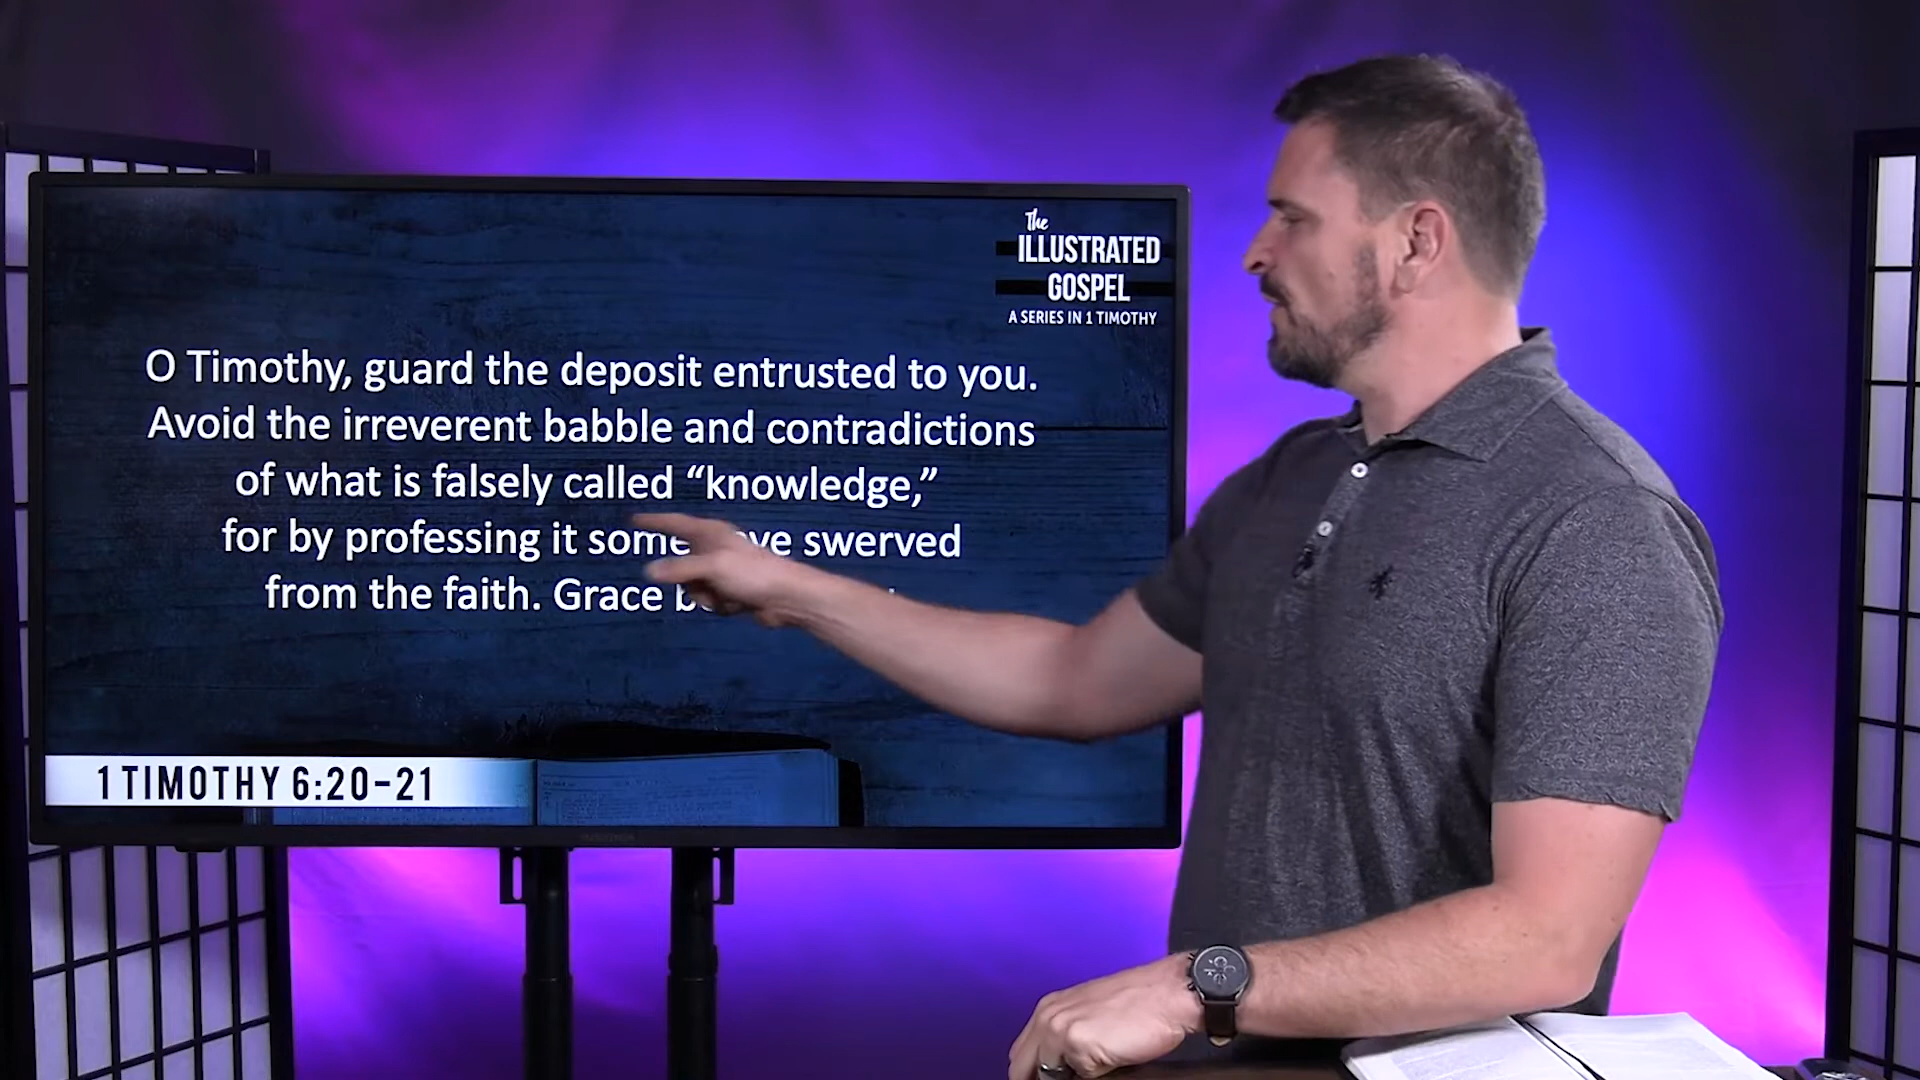 The
ILLUSTRATED
GOSPEL
A SERIES IN 1 TIMOTHY
O Timothy, guard the deposit entrusted to you.
Avoid the irreverent babble and contradictions
of what is falsely called “knowledge,”
for by professing it some swerved
from the faith. Grace
1 TIMOTHY 6:20-21